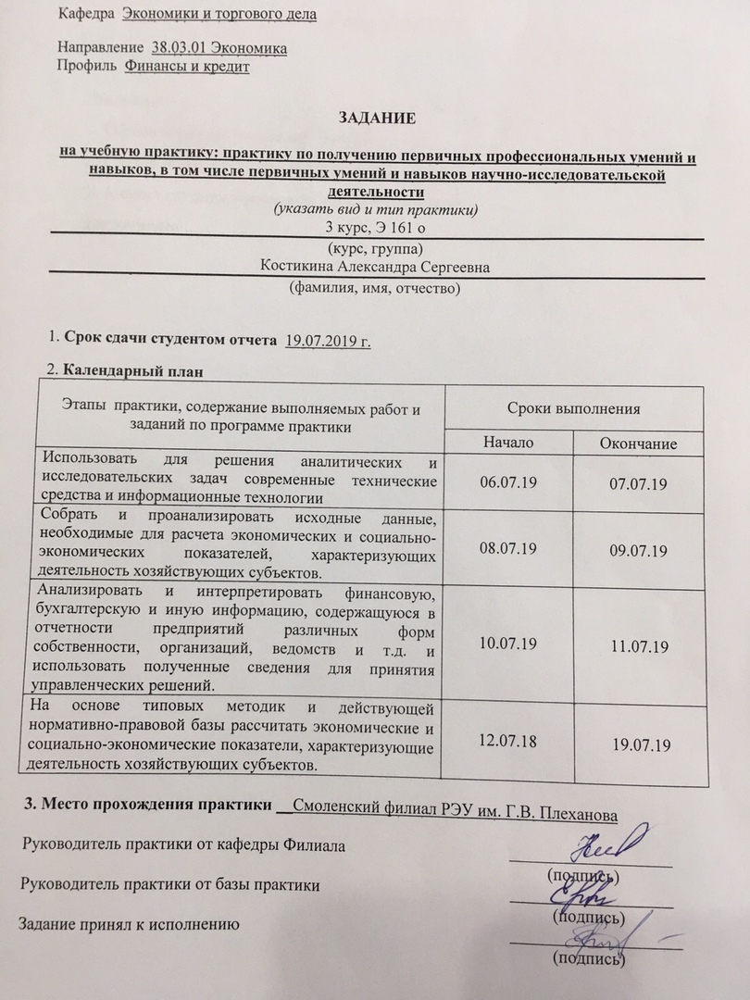 Кафедра Экономики и торгового дела
Направление 38.03.01 Экономика
Профиль Финансы и кредит
ЗАДАНИЕ
на учебную практику: практику по получению первичных профессиональных умений и
навыков, в том числе первичных умений и навыков научно-исследовательской
деятельности
(указать вид и тип практики)
3 курс, Э 161 о
(курс, группа)
Костикина Александра Сергеевна
(фамилия, имя, отчество)
1. Срок сдачи студентом отчета 19.07.2019 г.
2. Календарный план
Этапы практики, содержание выполняемых работ и
заданий по программе практики
Сроки выполнения
Начало
Окончание
Использовать для решения аналитических и
исследовательских задач современные технические
средства и информационные технологии
06.07.19
07.07.19
Собрать и проанализировать исходные данные,
необходимые для расчета экономических и социально-
экономических показателей, характеризующих
деятельность хозяйствующих субъектов.
08.07.19
09.07.19
Анализировать и интерпретировать финансовую,
бухгалтерскую и иную информацию, содержащуюся в
отчетности предприятий различных форм
собственности, организаций, ведомств и т.д. и
использовать полученные сведения для принятия
управленческих решений.
10.07.19
11.07.19
На основе типовых методик и действующей
нормативно-правовой базы рассчитать экономические и
социально-экономические показатели, характеризующие
деятельность хозяйствующих субъектов.
12.07.18
19.07.19
3. Место прохождения практики __Смоленский филиал РЭУ им. Г.В. Плеханова
Руководитель практики от кафедры Филиала
(подпись)
Руководитель практики от базы практики
(подпись)
Задание принял к исполнению
(подпись)